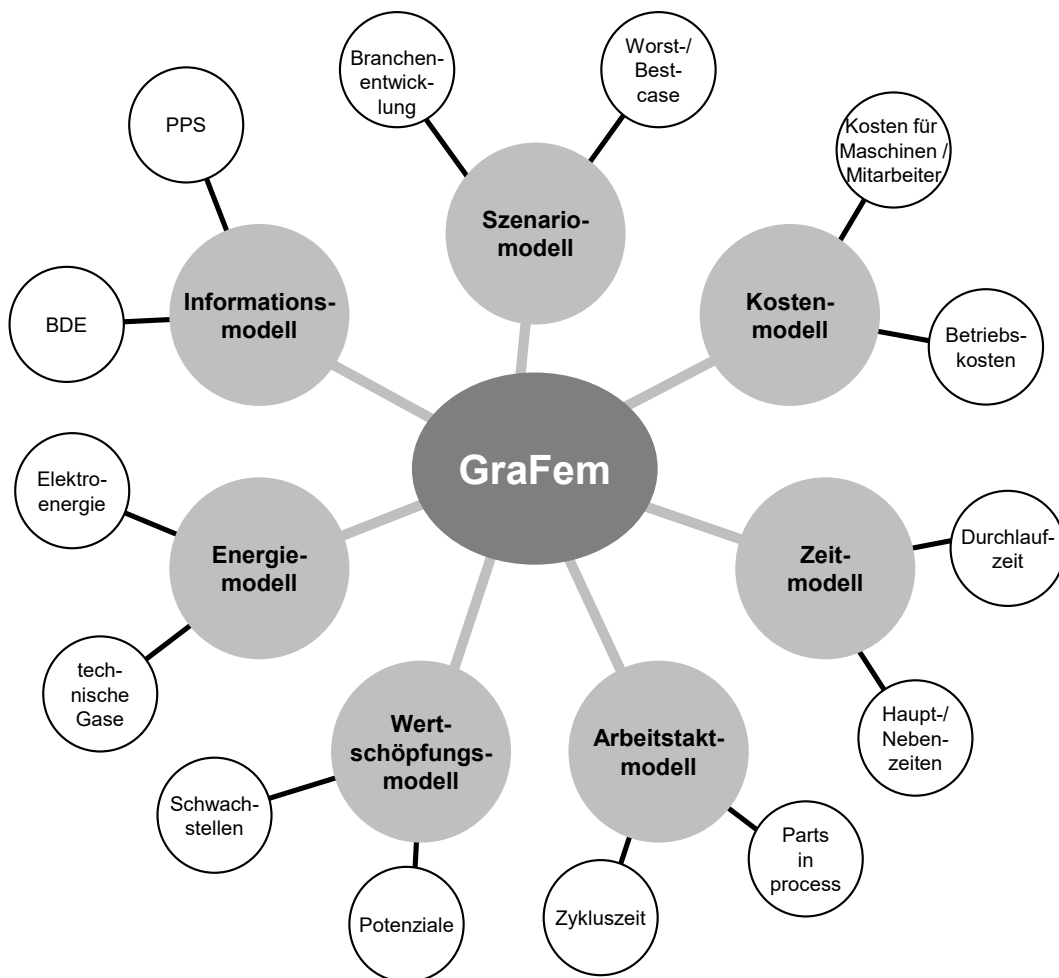 Branchen-
entwick-
lung
Worst-/
Best-
case
PPS
Kosten für
Maschinen /
Mitarbeiter
Szenario-
modell
Informations-
modell
Kosten-
modell
BDE
Betriebs-
kosten
GraFem
Elektro-
energie
Energie-
modell
Zeit-
modell
Durchlauf-
zeit
tech-
nische
Gase
Wert-
schöpfungs-
modell
Arbeitstakt-
modell
Haupt-/
Neben-
zeiten
Schwach-
stellen
Parts
in
process
Potenziale
Zykluszeit